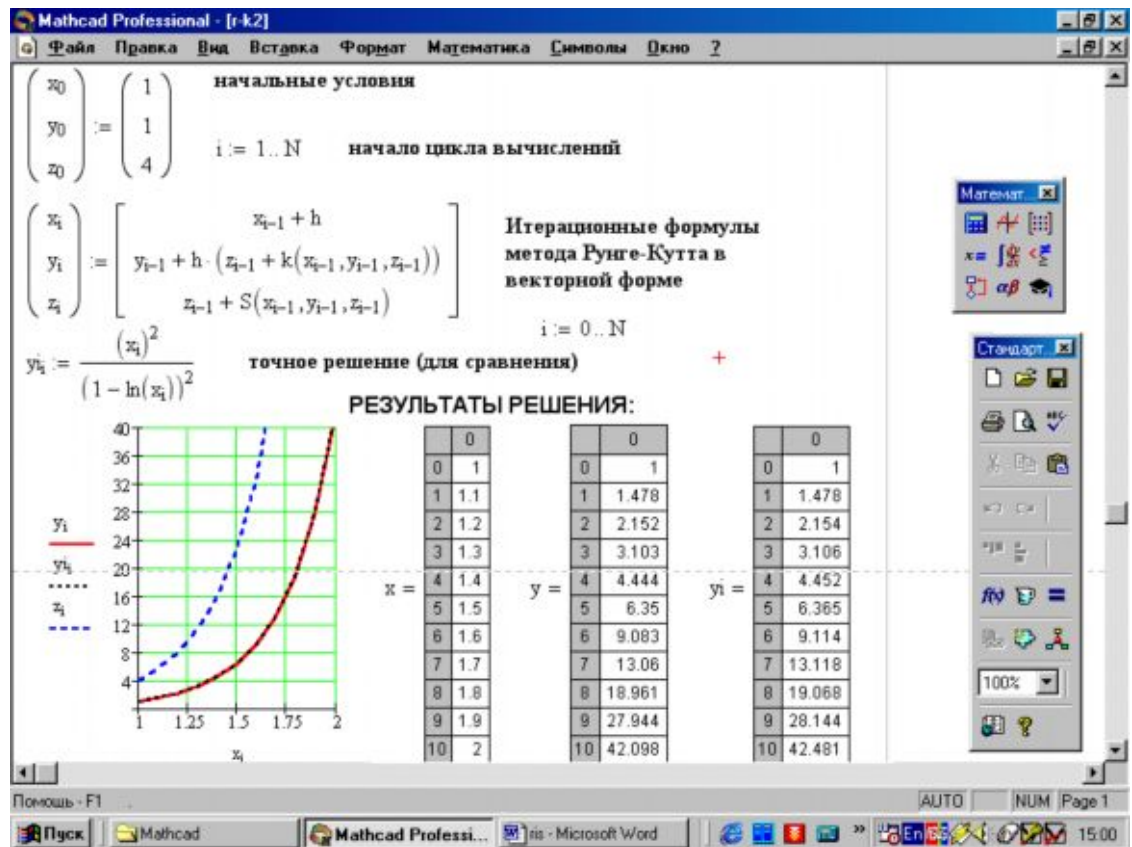 Mathcad Professional - [r-k2]
Файл Правка Вид Вставка Формат Математика Символы Окно ?
( x0 y0 z0 ) := ( 1 1 4 )
начальные условия
i := 1.. N начало цикла вычислений
( xi yi zi ) := [ xi-1 + h
yi-1 + h · (zi-1 + k(xi-1, yi-1, zi-1))
zi-1 + S(xi-1, yi-1, zi-1) ]
Итерационные формулы
метода Рунге-Кутта в
векторной форме
i := 0.. N
yii := (xi)2 / (1 - ln(xi))2
точное решение (для сравнения)
РЕЗУЛЬТАТЫ РЕШЕНИЯ:
40
36
32
28
24
20
16
12
8
4
1 1.25 1.5 1.75 2
yi
yii
zi
xi
x =
0
0 1
1 1.1
2 1.2
3 1.3
4 1.4
5 1.5
6 1.6
7 1.7
8 1.8
9 1.9
10 2
y =
0
0 1
1 1.478
2 2.152
3 3.103
4 4.444
5 6.35
6 9.083
7 13.06
8 18.961
9 27.944
10 42.098
yi =
0
0 1
1 1.478
2 2.154
3 3.106
4 4.452
5 6.365
6 9.114
7 13.118
8 19.068
9 28.144
10 42.481
Математ...
x=
αβ
Стандарт...
ABC
f(x)
=
100%
?
Помощь - F1
AUTO NUM Page 1
Пуск Mathcad Mathcad Professi... ris - Microsoft Word » En 15:00